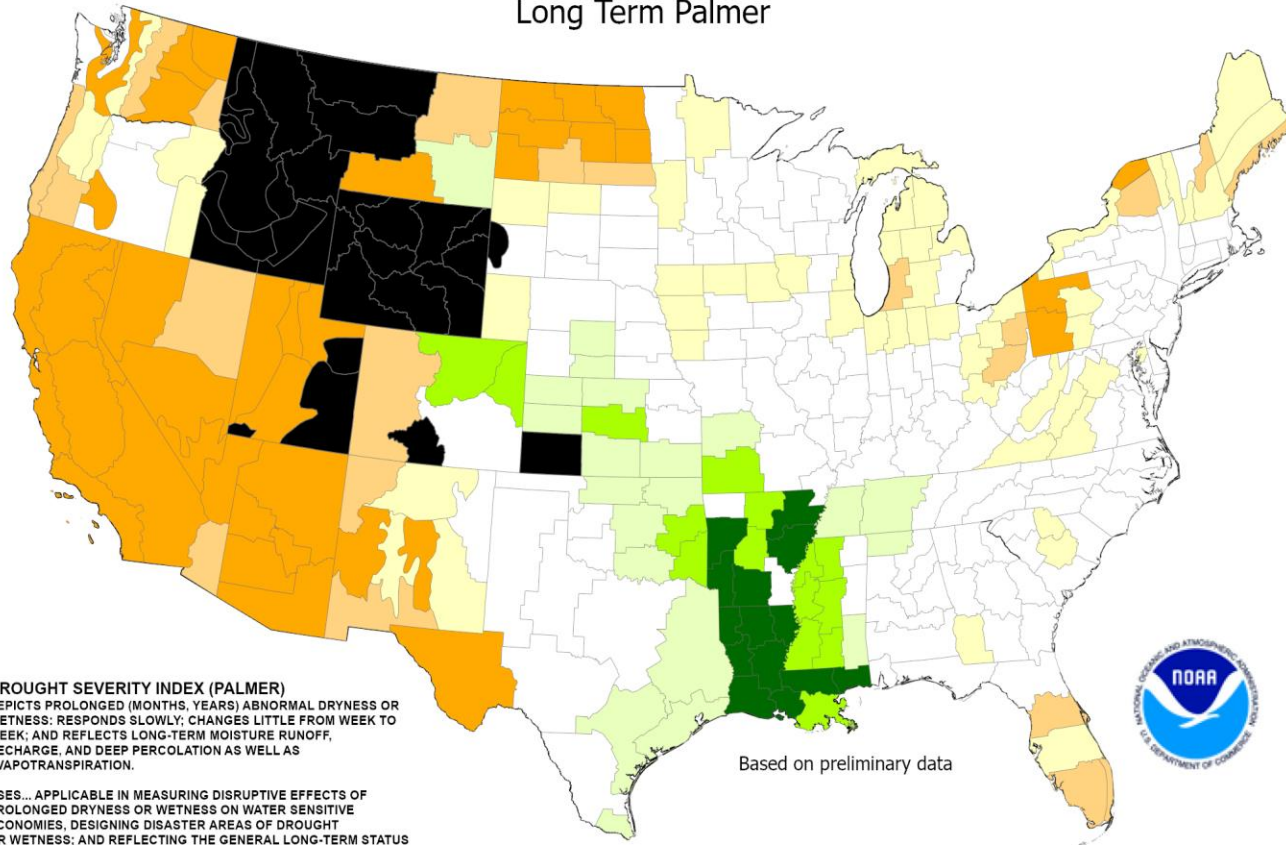 Long Term Palmer
ROUGHT SEVERITY INDEX (PALMER)
EPICTS PROLONGED (MONTHS, YEARS) ABNORMAL DRYNESS OR
ETNESS: RESPONDS SLOWLY; CHANGES LITTLE FROM WEEK TO
EEK; AND REFLECTS LONG-TERM MOISTURE RUNOFF,
ECHARGE, AND DEEP PERCOLATION AS WELL AS
VAPOTRANSPIRATION.
SES... APPLICABLE IN MEASURING DISRUPTIVE EFFECTS OF
ROLONGED DRYNESS OR WETNESS ON WATER SENSITIVE
CONOMIES, DESIGNING DISASTER AREAS OF DROUGHT
R WETNESS; AND REFLECTING THE GENERAL LONG-TERM STATUS
Based on preliminary data
NATIONAL OCEANIC AND ATMOSPHERIC ADMINISTRATION
NOAA
U.S. DEPARTMENT OF COMMERCE